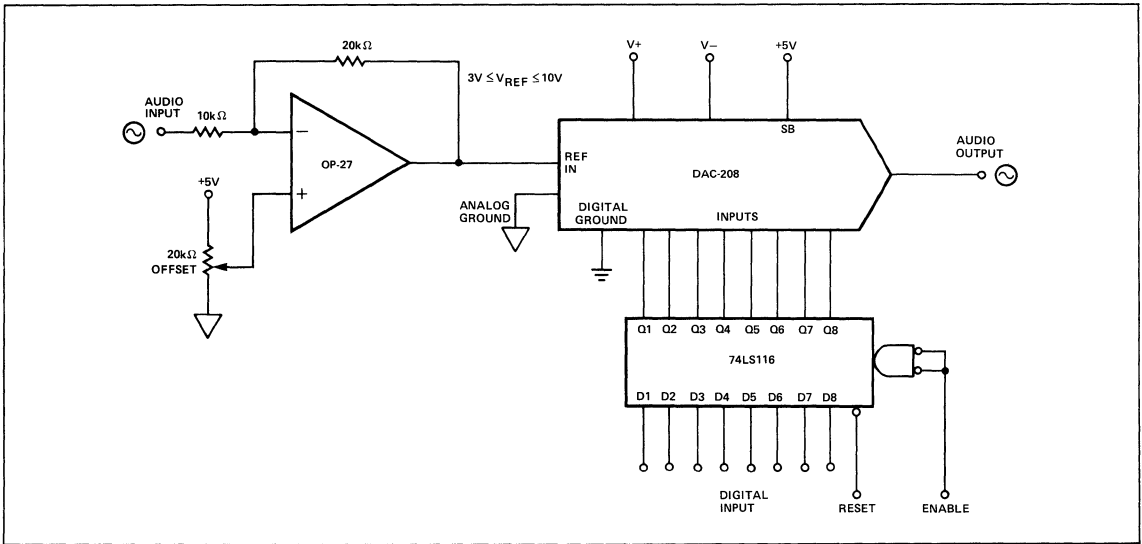 20kΩ
3V ≤ VREF ≤ 10V
AUDIO
INPUT
10kΩ
−
OP-27
+
+5V
20kΩ
OFFSET
V+
V−
+5V
SB
REF
IN
DAC-208
AUDIO
OUTPUT
ANALOG
GROUND
DIGITAL
GROUND
INPUTS
Q1 Q2 Q3 Q4 Q5 Q6 Q7 Q8
74LS116
D1 D2 D3 D4 D5 D6 D7 D8
DIGITAL
INPUT
RESET
ENABLE